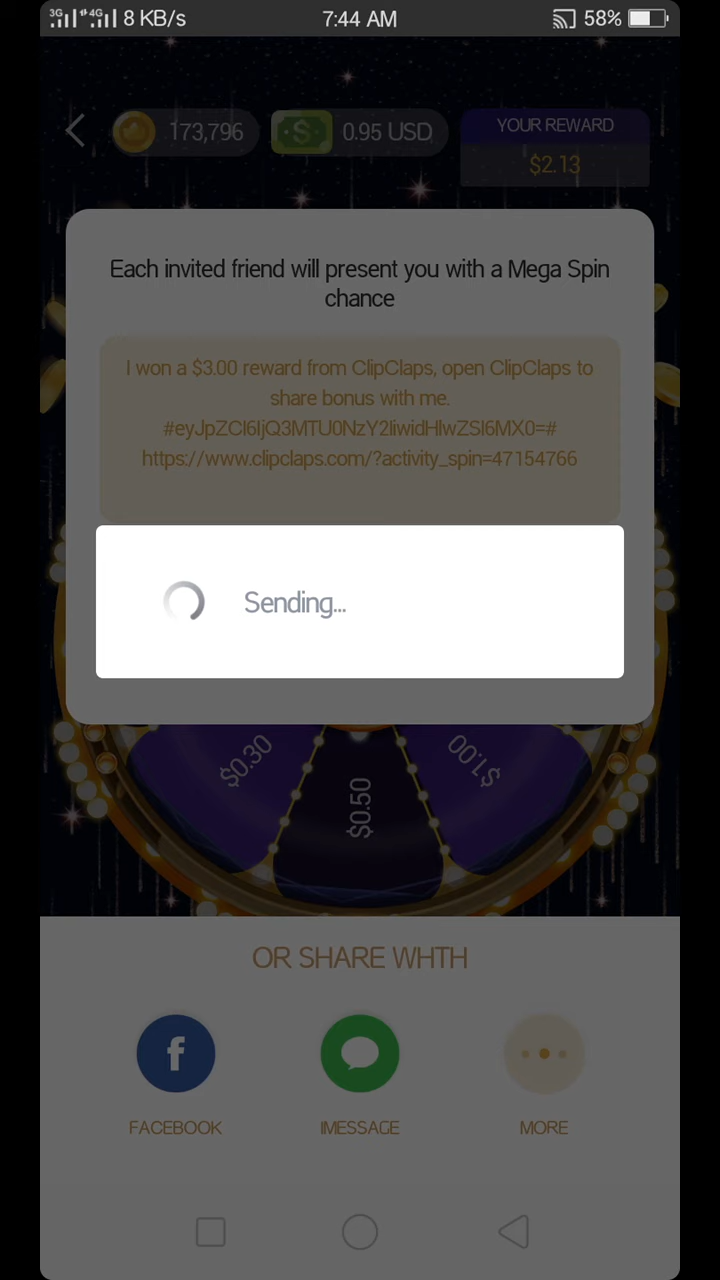 3G 4G 8 KB/s 7:44 AM 58%
173,796 0.95 USD YOUR REWARD
$2.13
Each invited friend will present you with a Mega Spin
chance
I won a $3.00 reward from ClipClaps, open ClipClaps to
share bonus with me.
#eyJpZCI6IjQ3MTU0NzY2IiwidHlwZSI6MX0=#
https://www.clipclaps.com/?activity_spin=47154766
Sending...
$0.30
$0.50
$1.00
OR SHARE WHTH
FACEBOOK IMESSAGE MORE